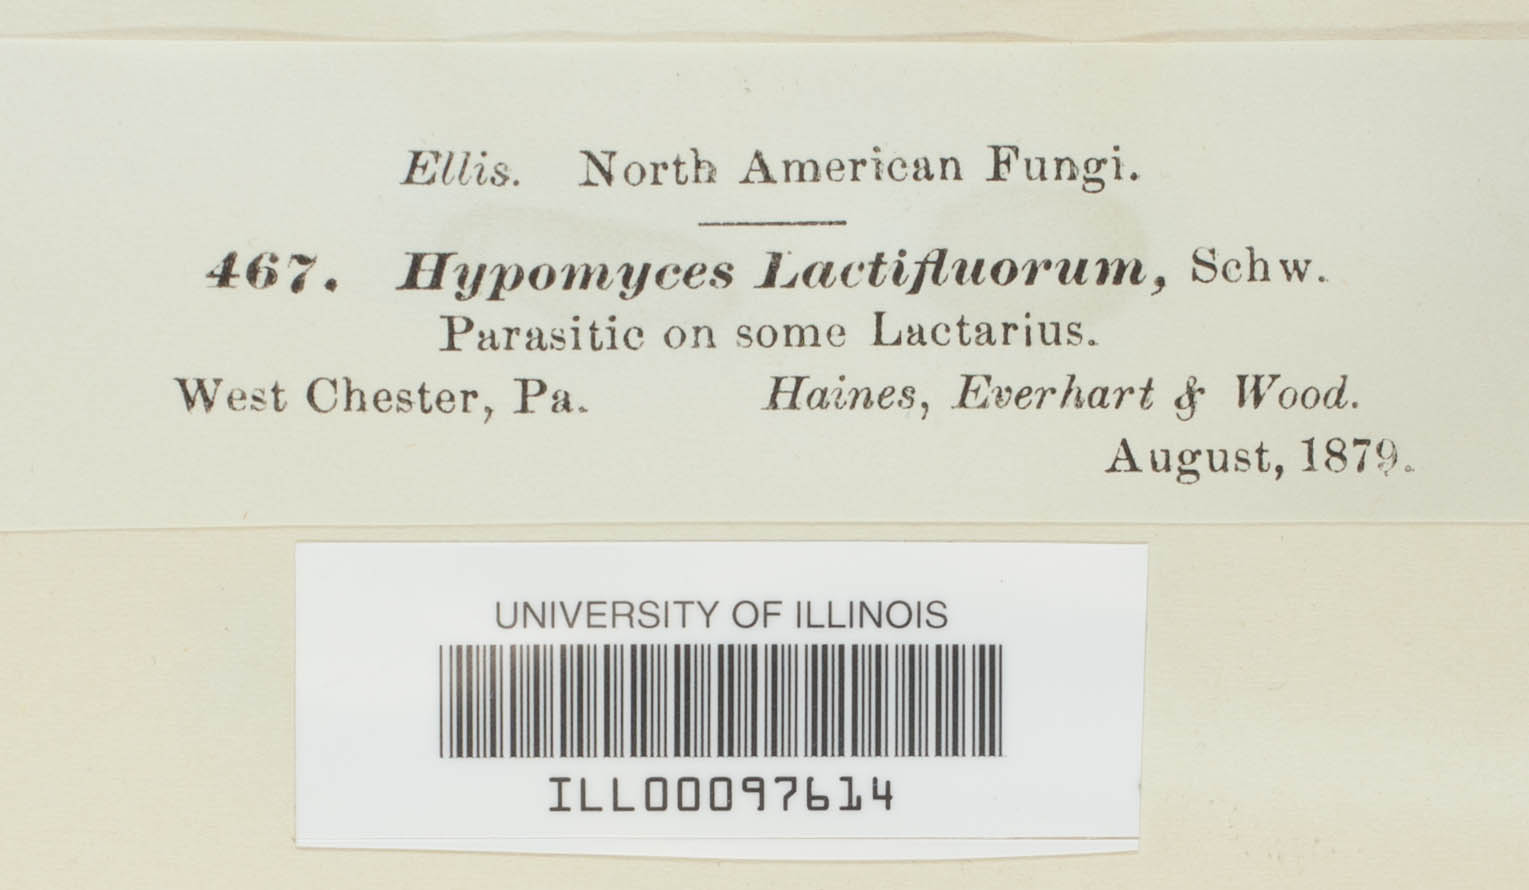 Ellis. North American Fungi.
467. Hypomyces Lactifluorum, Schw.
Parasitic on some Lactarius.
West Chester, Pa. Haines, Everhart & Wood.
August, 1879.
UNIVERSITY OF ILLINOIS
ILL00097614